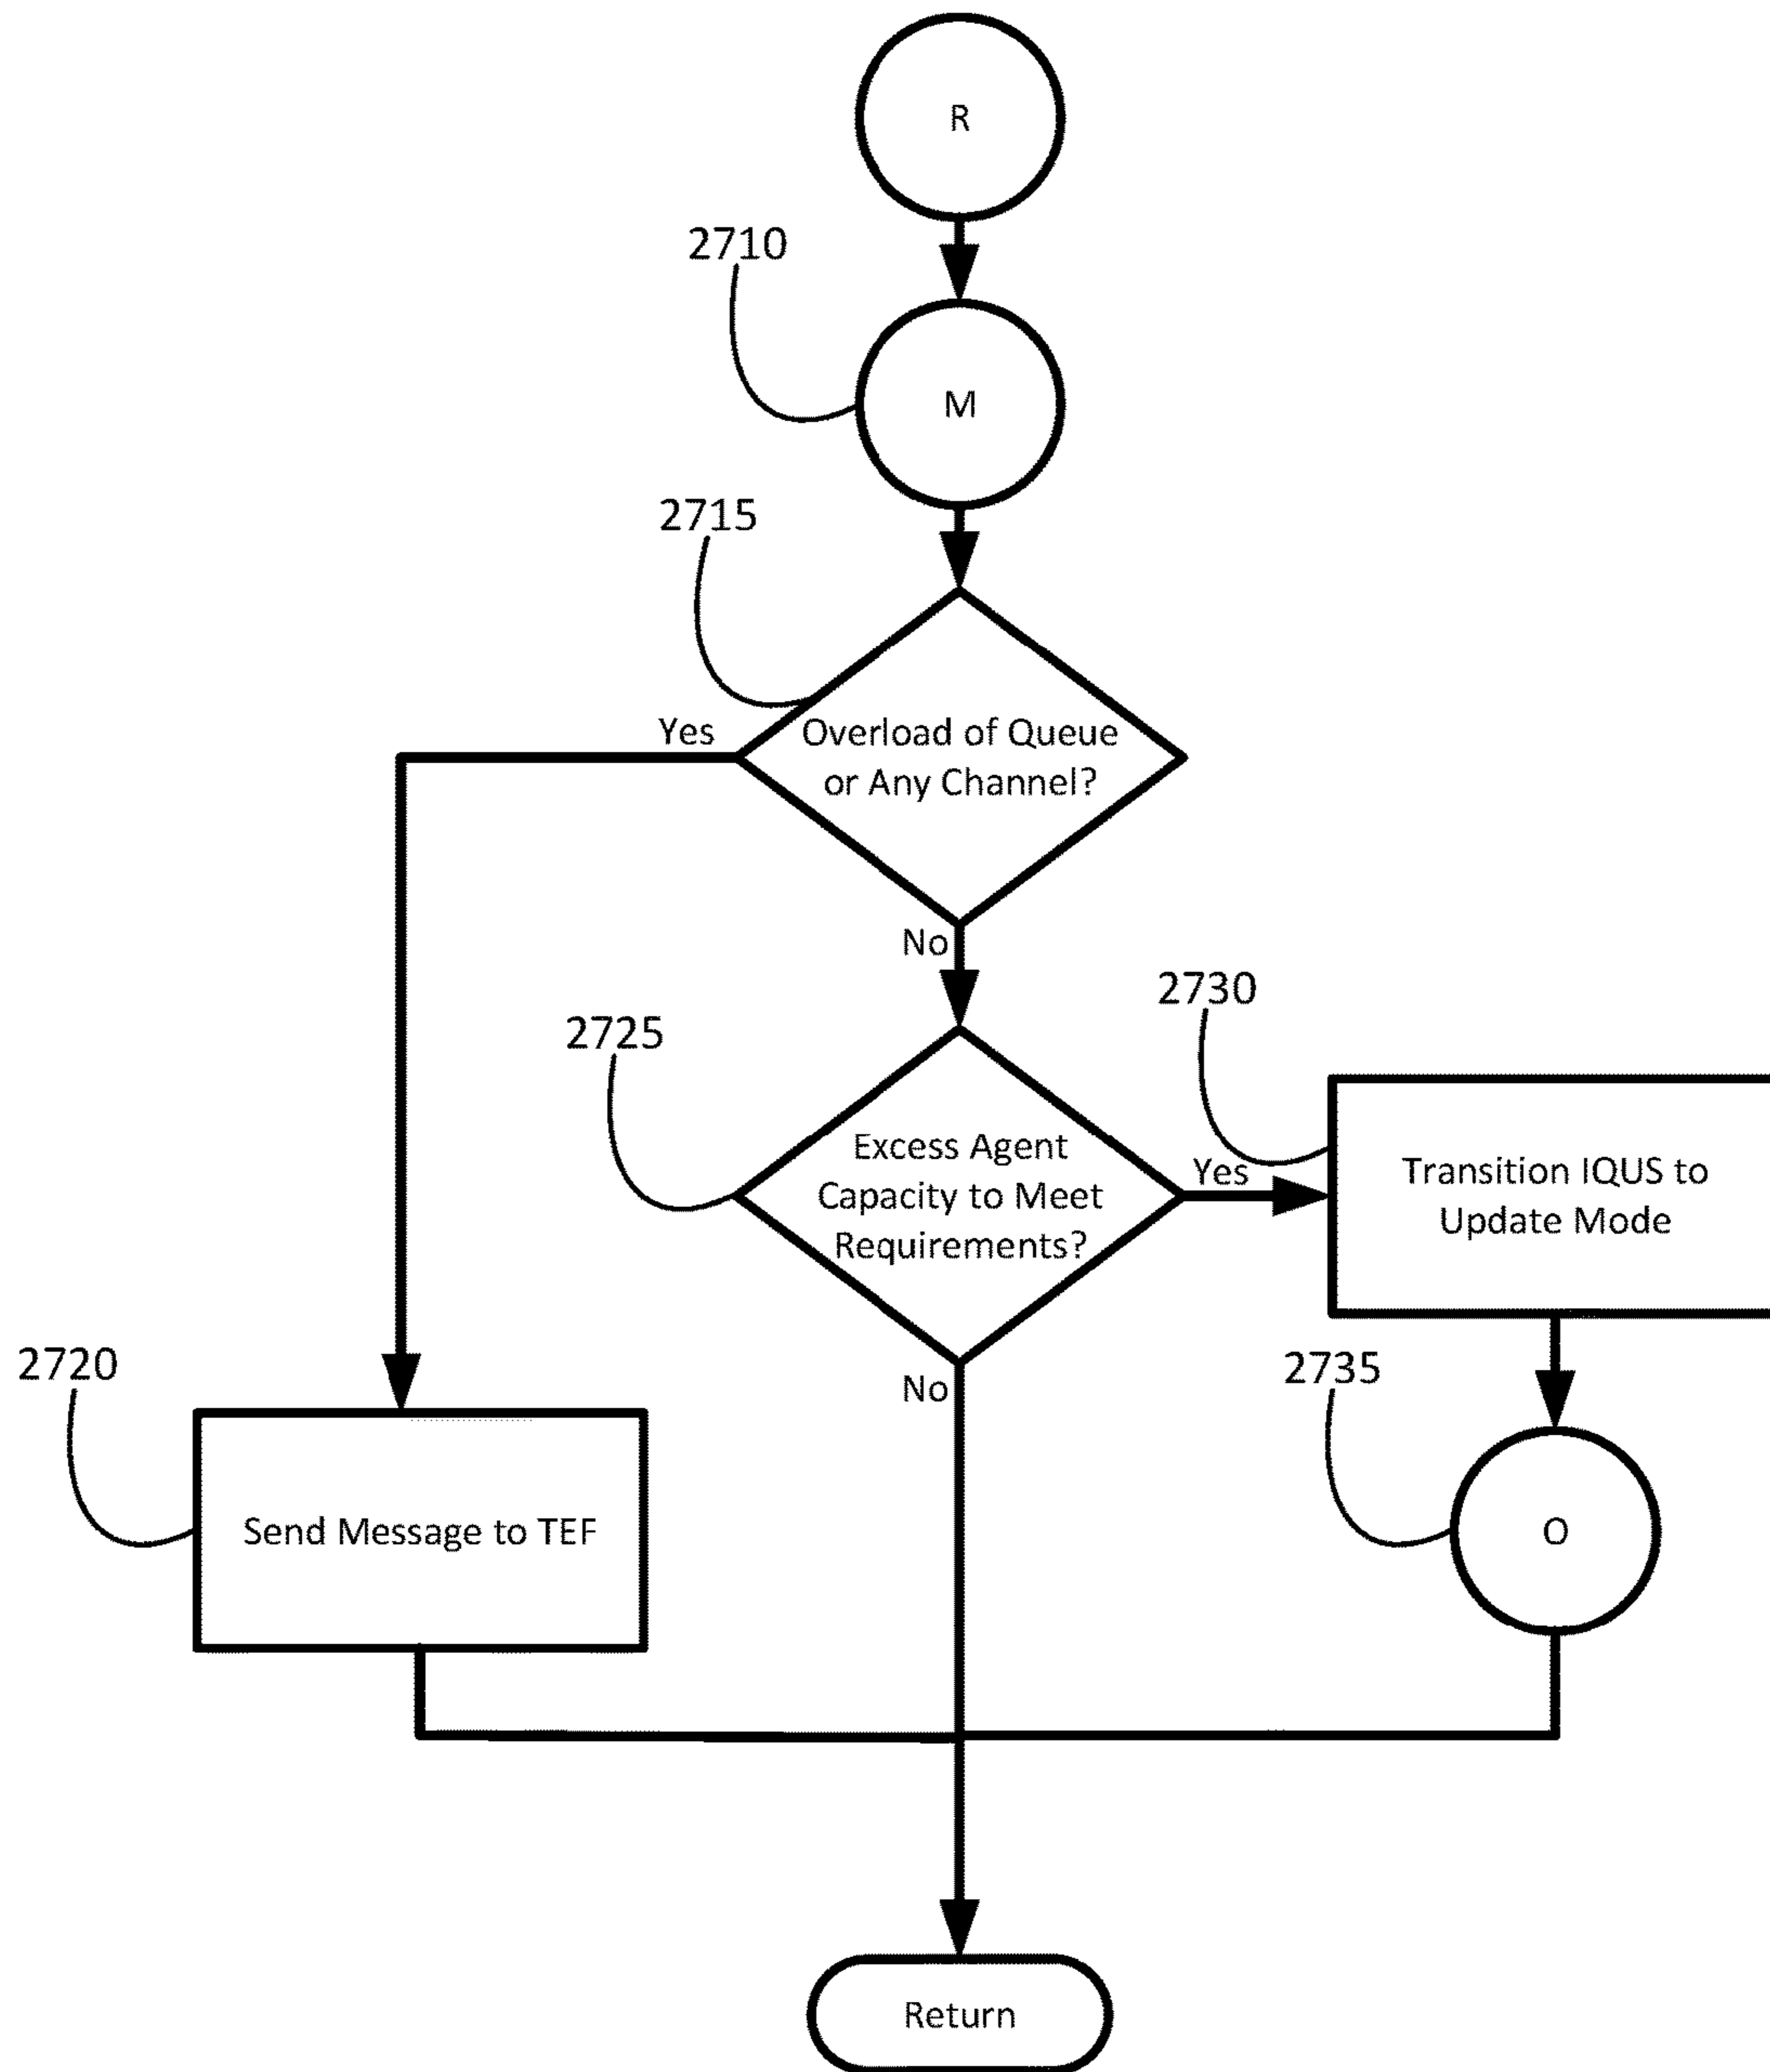 R
2710
M
2715
Yes
Overload of Queue
or Any Channel?
No
2730
2725
Excess Agent
Capacity to Meet
Requirements?
Yes
Transition IQUS to
Update Mode
No
2720
2735
Send Message to TEF
O
Return